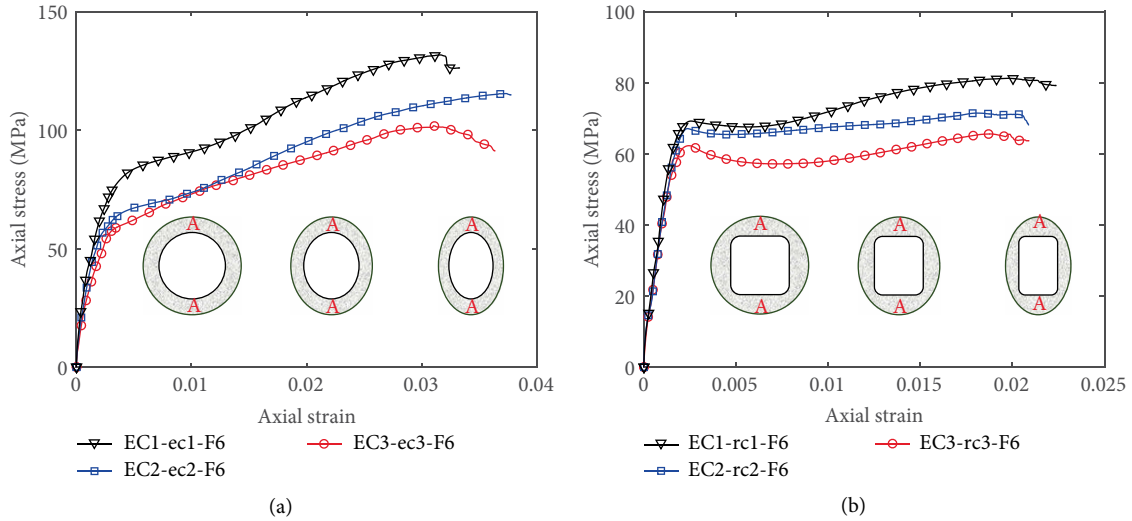 150
100
50
0
Axial stress (MPa)
0
0.01
0.02
0.03
0.04
Axial strain
A
A
A
A
A
A
EC1-ec1-F6
EC2-ec2-F6
EC3-ec3-F6
(a)
100
80
60
40
20
0
Axial stress (MPa)
0
0.005
0.01
0.015
0.02
0.025
Axial strain
A
A
A
A
A
A
EC1-rc1-F6
EC2-rc2-F6
EC3-rc3-F6
(b)